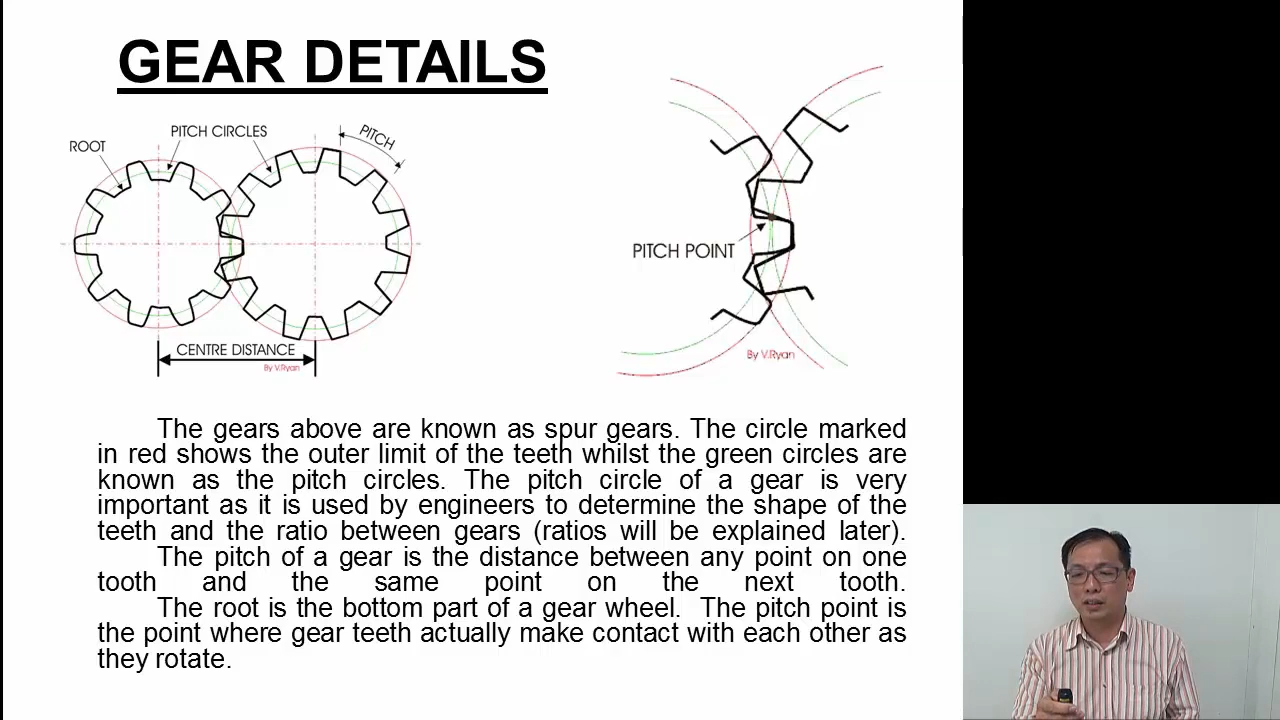 GEAR DETAILS
PITCH CIRCLES
PITCH
ROOT
CENTRE DISTANCE
By V.Ryan
PITCH POINT
By V.Ryan
The gears above are known as spur gears. The circle marked
in red shows the outer limit of the teeth whilst the green circles are
known as the pitch circles. The pitch circle of a gear is very
important as it is used by engineers to determine the shape of the
teeth and the ratio between gears (ratios will be explained later).
The pitch of a gear is the distance between any point on one
tooth and the same point on the next tooth.
The root is the bottom part of a gear wheel. The pitch point is
the point where gear teeth actually make contact with each other as
they rotate.